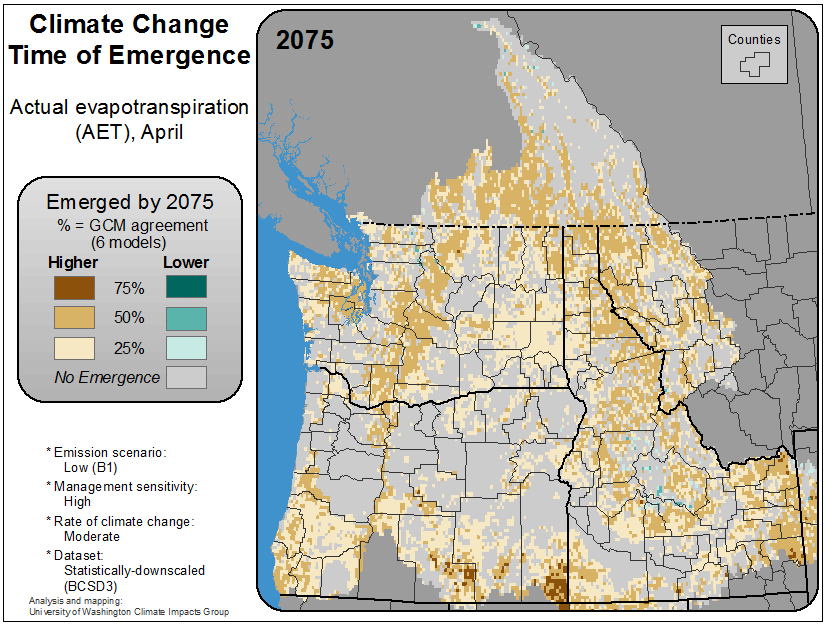 Climate Change
Time of Emergence
Actual evapotranspiration
(AET), April
Emerged by 2075
% = GCM agreement
(6 models)
Higher Lower
75%
50%
25%
No Emergence
* Emission scenario:
Low (B1)
* Management sensitivity:
High
* Rate of climate change:
Moderate
* Dataset:
Statistically-downscaled
(BCSD3)
Analysis and mapping:
University of Washington Climate Impacts Group
2075
Counties